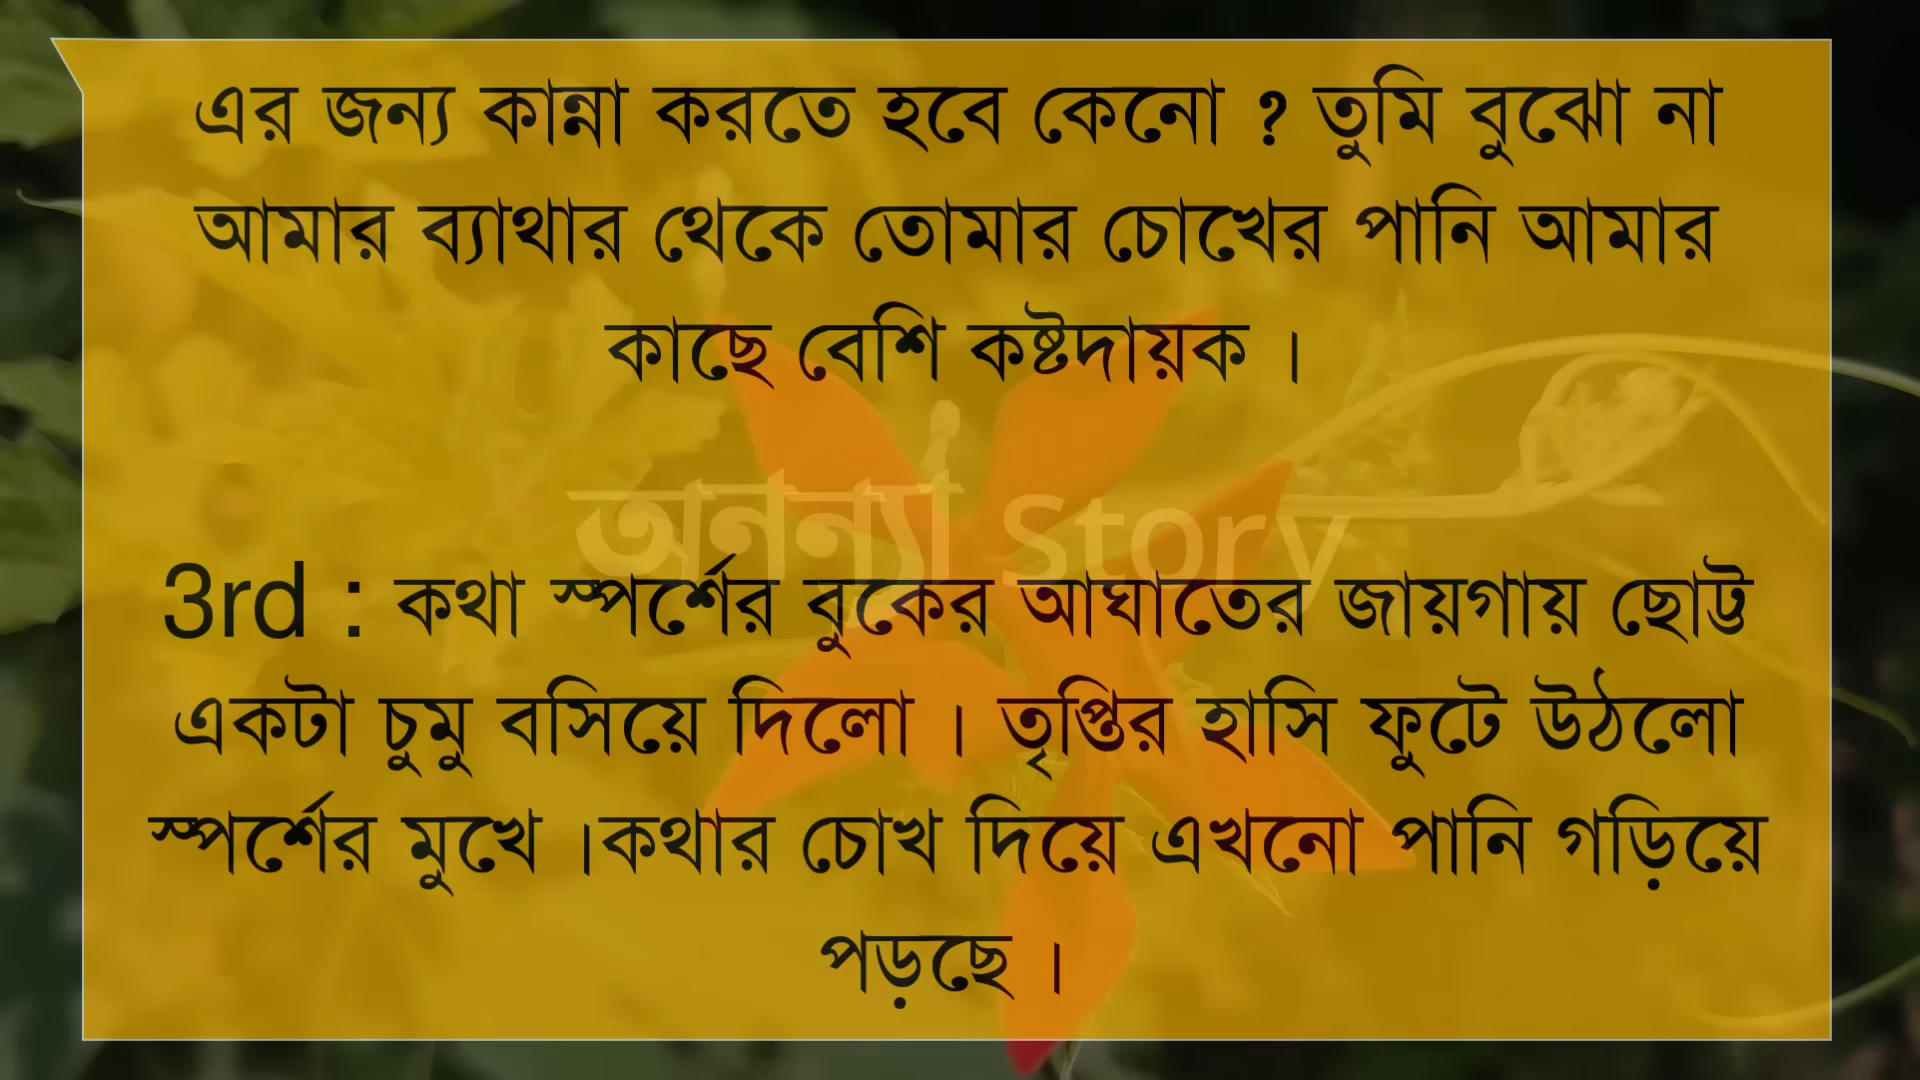 এর জন্য কান্না করতে হবে কেনো ? তুমি বুঝো না
আমার ব্যাথার থেকে তোমার চোখের পানি আমার
কাছে বেশি কষ্টদায়ক ।
অনন্যা Story
3rd : কথা স্পর্শের বুকের আঘাতের জায়গায় ছোট্ট
একটা চুমু বসিয়ে দিলো । তৃপ্তির হাসি ফুটে উঠলো
স্পর্শের মুখে ।কথার চোখ দিয়ে এখনো পানি গড়িয়ে
পড়ছে ।